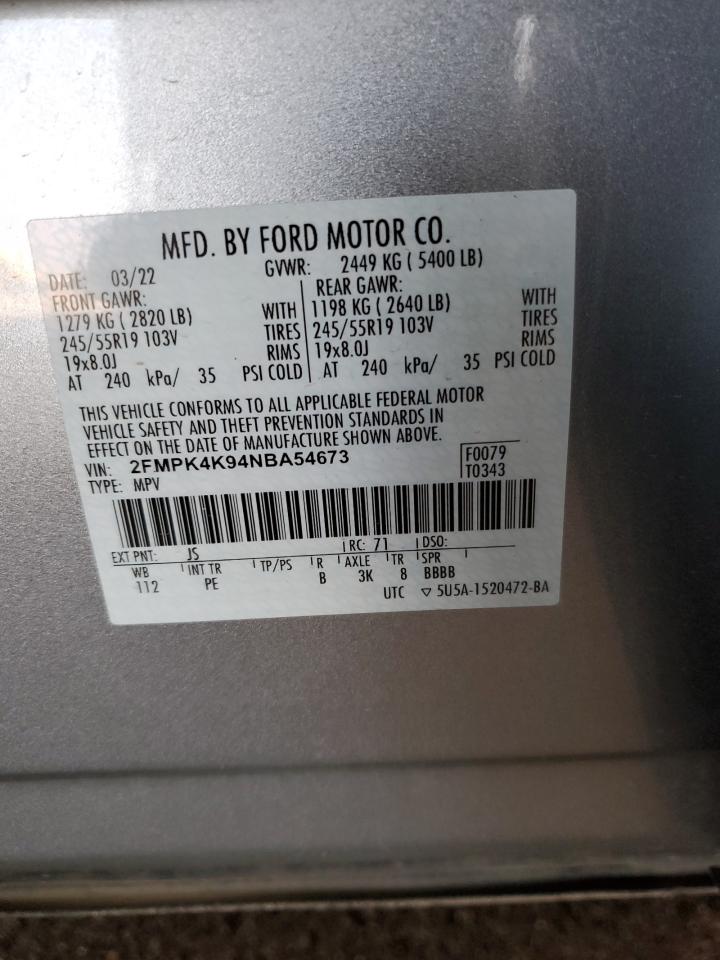 MFD. BY FORD MOTOR CO.
DATE: 03/22 GVWR: 2449 KG ( 5400 LB)
FRONT GAWR: REAR GAWR:
1279 KG ( 2820 LB) WITH 1198 KG ( 2640 LB) WITH
245/55R19 103V TIRES 245/55R19 103V TIRES
19x8.0J RIMS 19x8.0J RIMS
AT 240 kPa/ 35 PSI COLD AT 240 kPa/ 35 PSI COLD
THIS VEHICLE CONFORMS TO ALL APPLICABLE FEDERAL MOTOR
VEHICLE SAFETY AND THEFT PREVENTION STANDARDS IN
EFFECT ON THE DATE OF MANUFACTURE SHOWN ABOVE.
VIN: 2FMPK4K94NBA54673 F0079
TYPE: MPV T0343
EXT PNT: JS RC: 71 DSO:
WB INT TR TP/PS R AXLE TR SPR
112 PE B 3K 8 BBBB
UTC ▽ 5U5A-1520472-BA